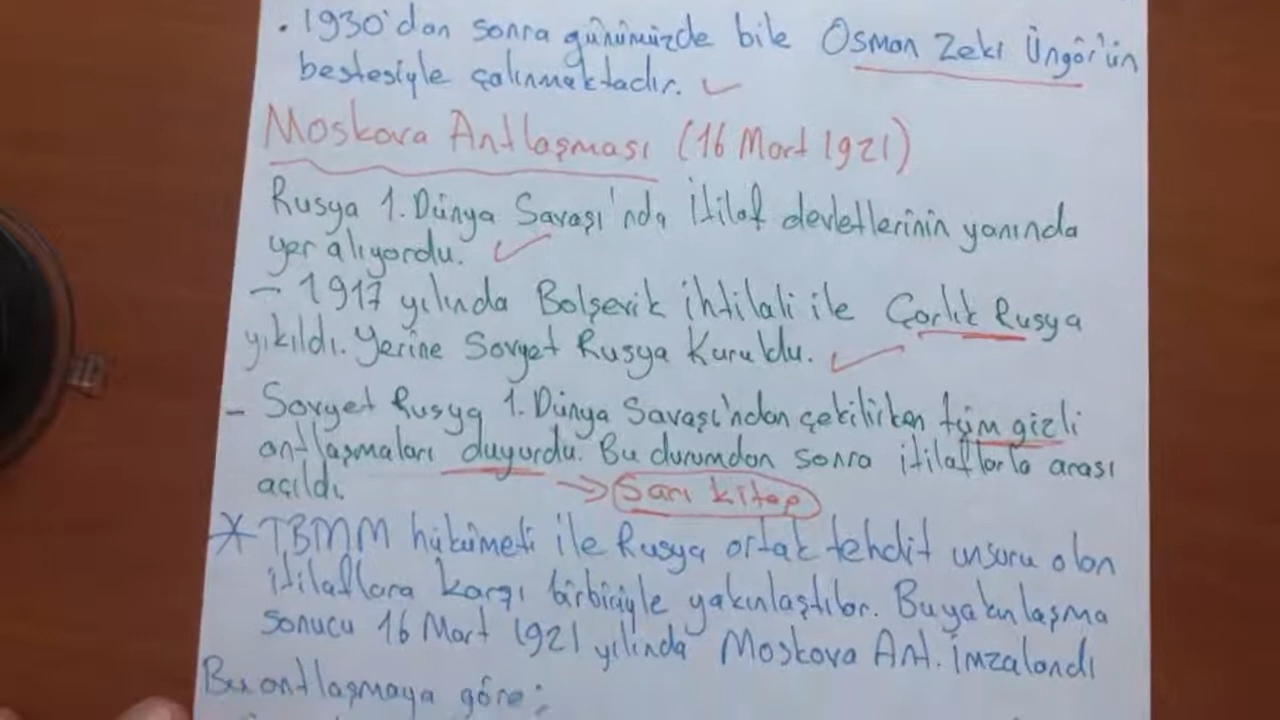 . 1930'dan sonra günümüzde bile Osman Zeki Üngör'ün
bestesiyle çalınmaktadır.
Moskova Antlaşması (16 Mart 1921)
Rusya 1. Dünya Savaşı'nda İtilaf devletlerinin yanında
yer alıyordu.
- 1917 yılında Bolşevik ihtilali ile Çarlık Rusya
yıkıldı. Yerine Sovyet Rusya Kuruldu.
- Sovyet Rusya 1. Dünya Savaşı'ndan çekilirken tüm gizli
antlaşmaları duyurdu. Bu durumdan sonra itilaflarla arası
açıldı. → Sarı kitap
* TBMM hükümeti ile Rusya ortak tehdit unsuru olan
itilaflara karşı birbiriyle yakınlaştılar. Bu yakınlaşma
sonucu 16 Mart 1921 yılında Moskova Ant. imzalandı
Bu antlaşmaya göre;